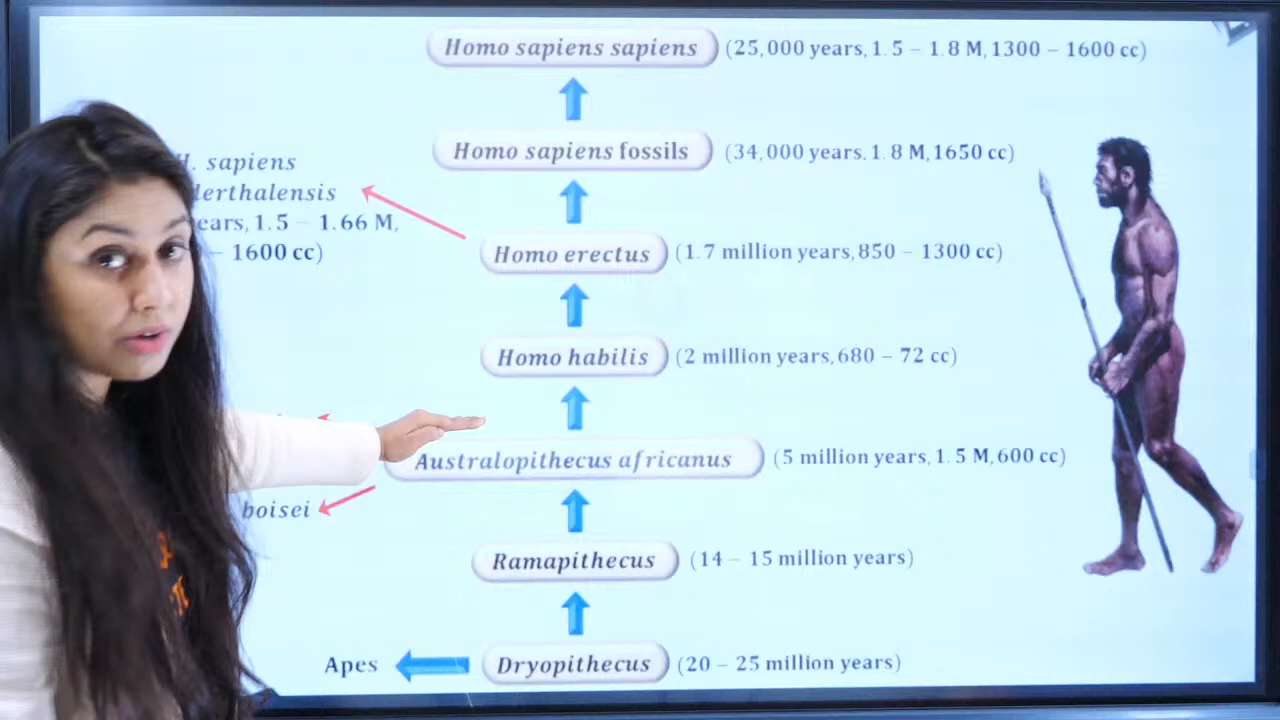 Homo sapiens sapiens (25,000 years, 1.5 – 1.8 M, 1300 – 1600 cc)
Homo sapiens fossils (34,000 years, 1.8 M, 1650 cc)
sapiens
1.5 – 1.66 M,
– 1600 cc)
Homo erectus (1.7 million years, 850 – 1300 cc)
Homo habilis (2 million years, 680 – 72 cc)
Australopithecus africanus (5 million years, 1.5 M, 600 cc)
boisei
Ramapithecus (14 – 15 million years)
Apes
Dryopithecus (20 – 25 million years)